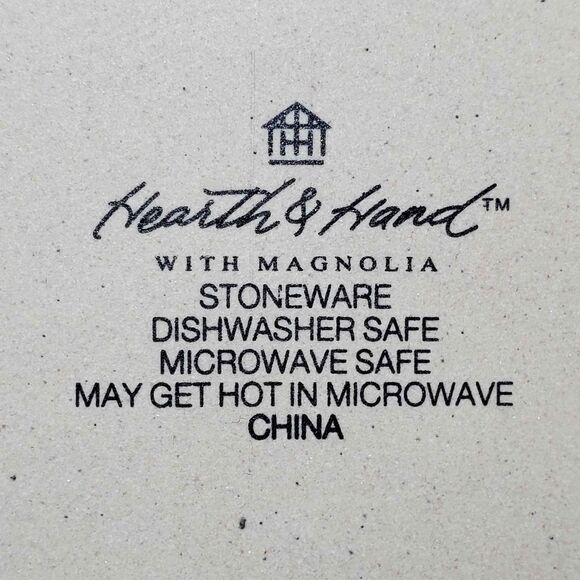 Hearth & Hand™
WITH MAGNOLIA
STONEWARE
DISHWASHER SAFE
MICROWAVE SAFE
MAY GET HOT IN MICROWAVE
CHINA